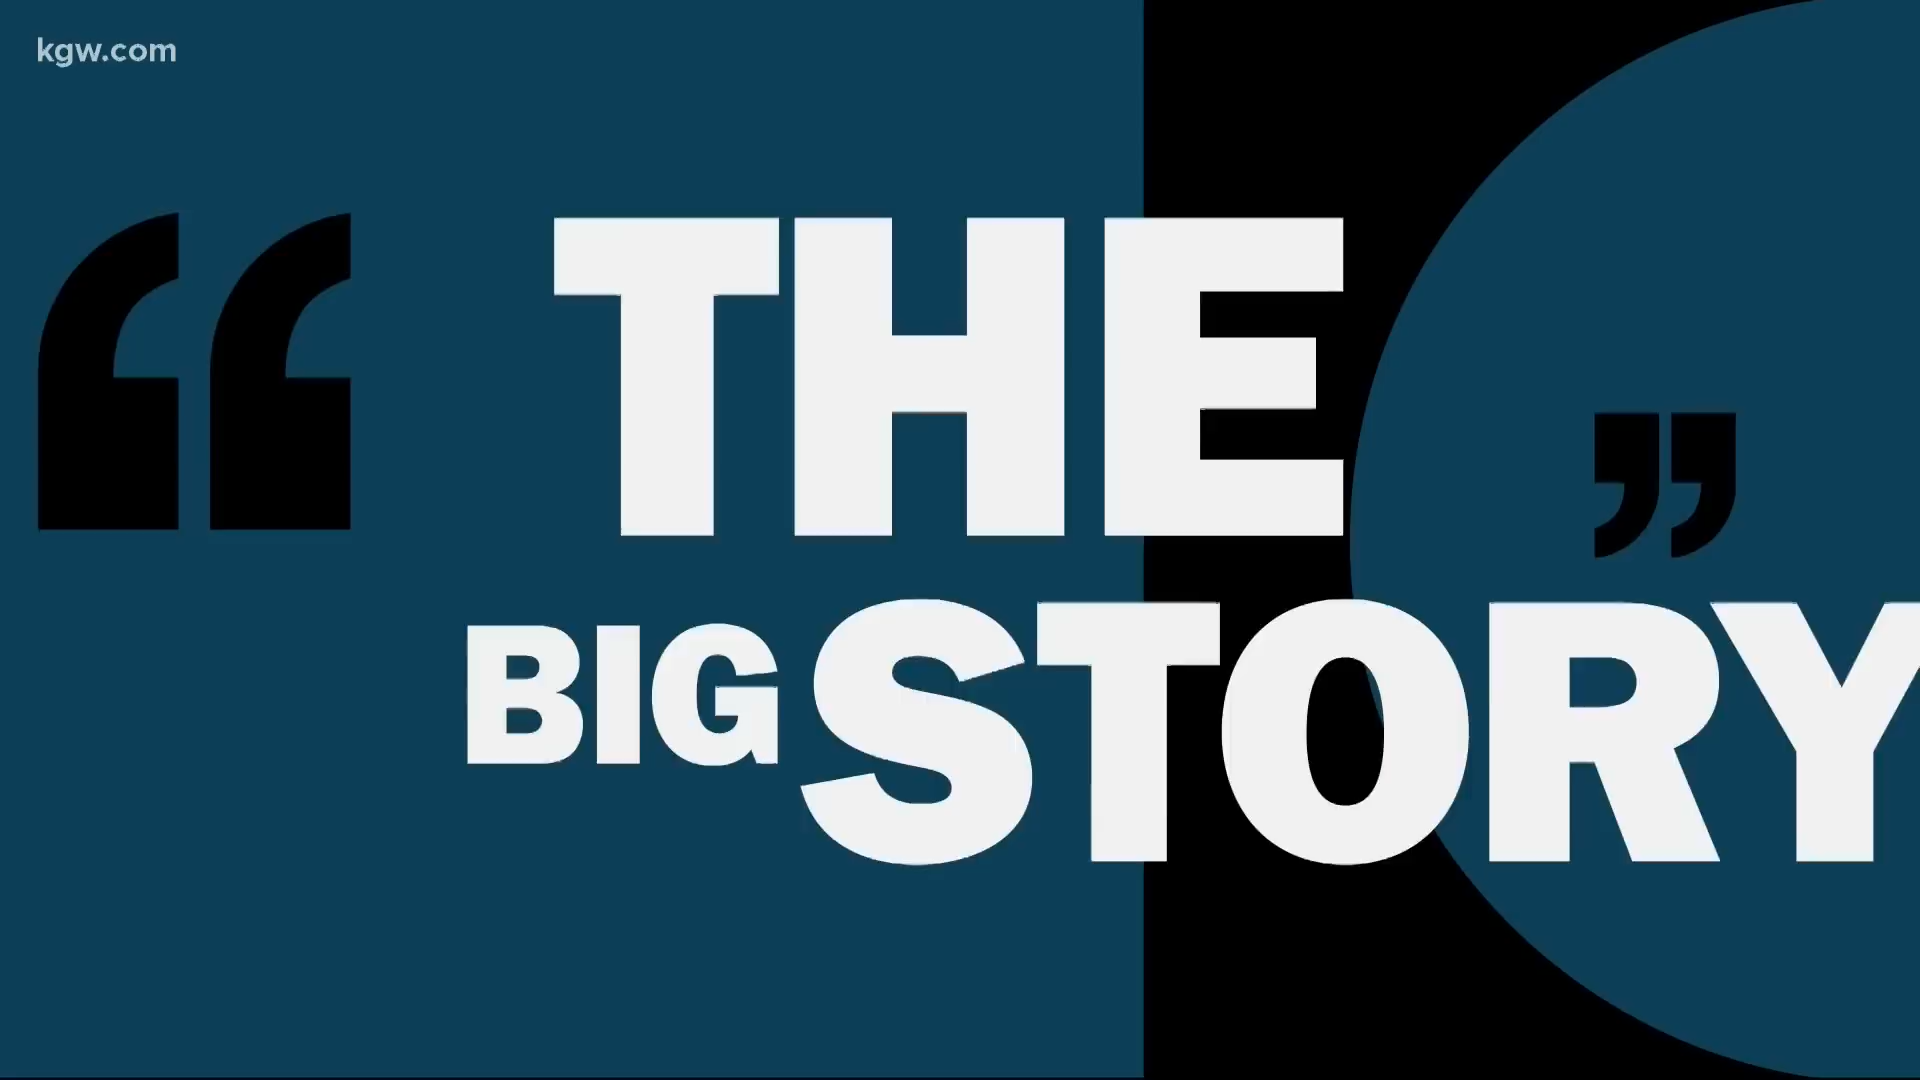 kgw.com
“ THE ”
BIG STORY